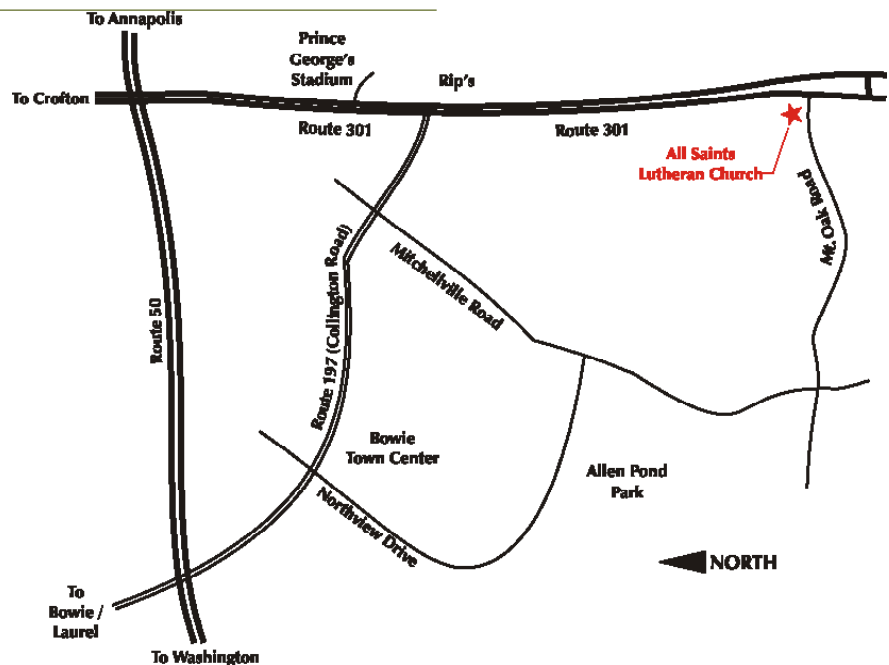 To Annapolis
Prince
George's
Stadium
Rip's
To Crofton
Route 301
Route 301
All Saints
Lutheran Church
Mt. Oak Road
Mitchellville Road
Route 50
Route 197 (Collington Road)
Bowie
Town Center
Northview Drive
Allen Pond
Park
NORTH
To
Bowie /
Laurel
To Washington